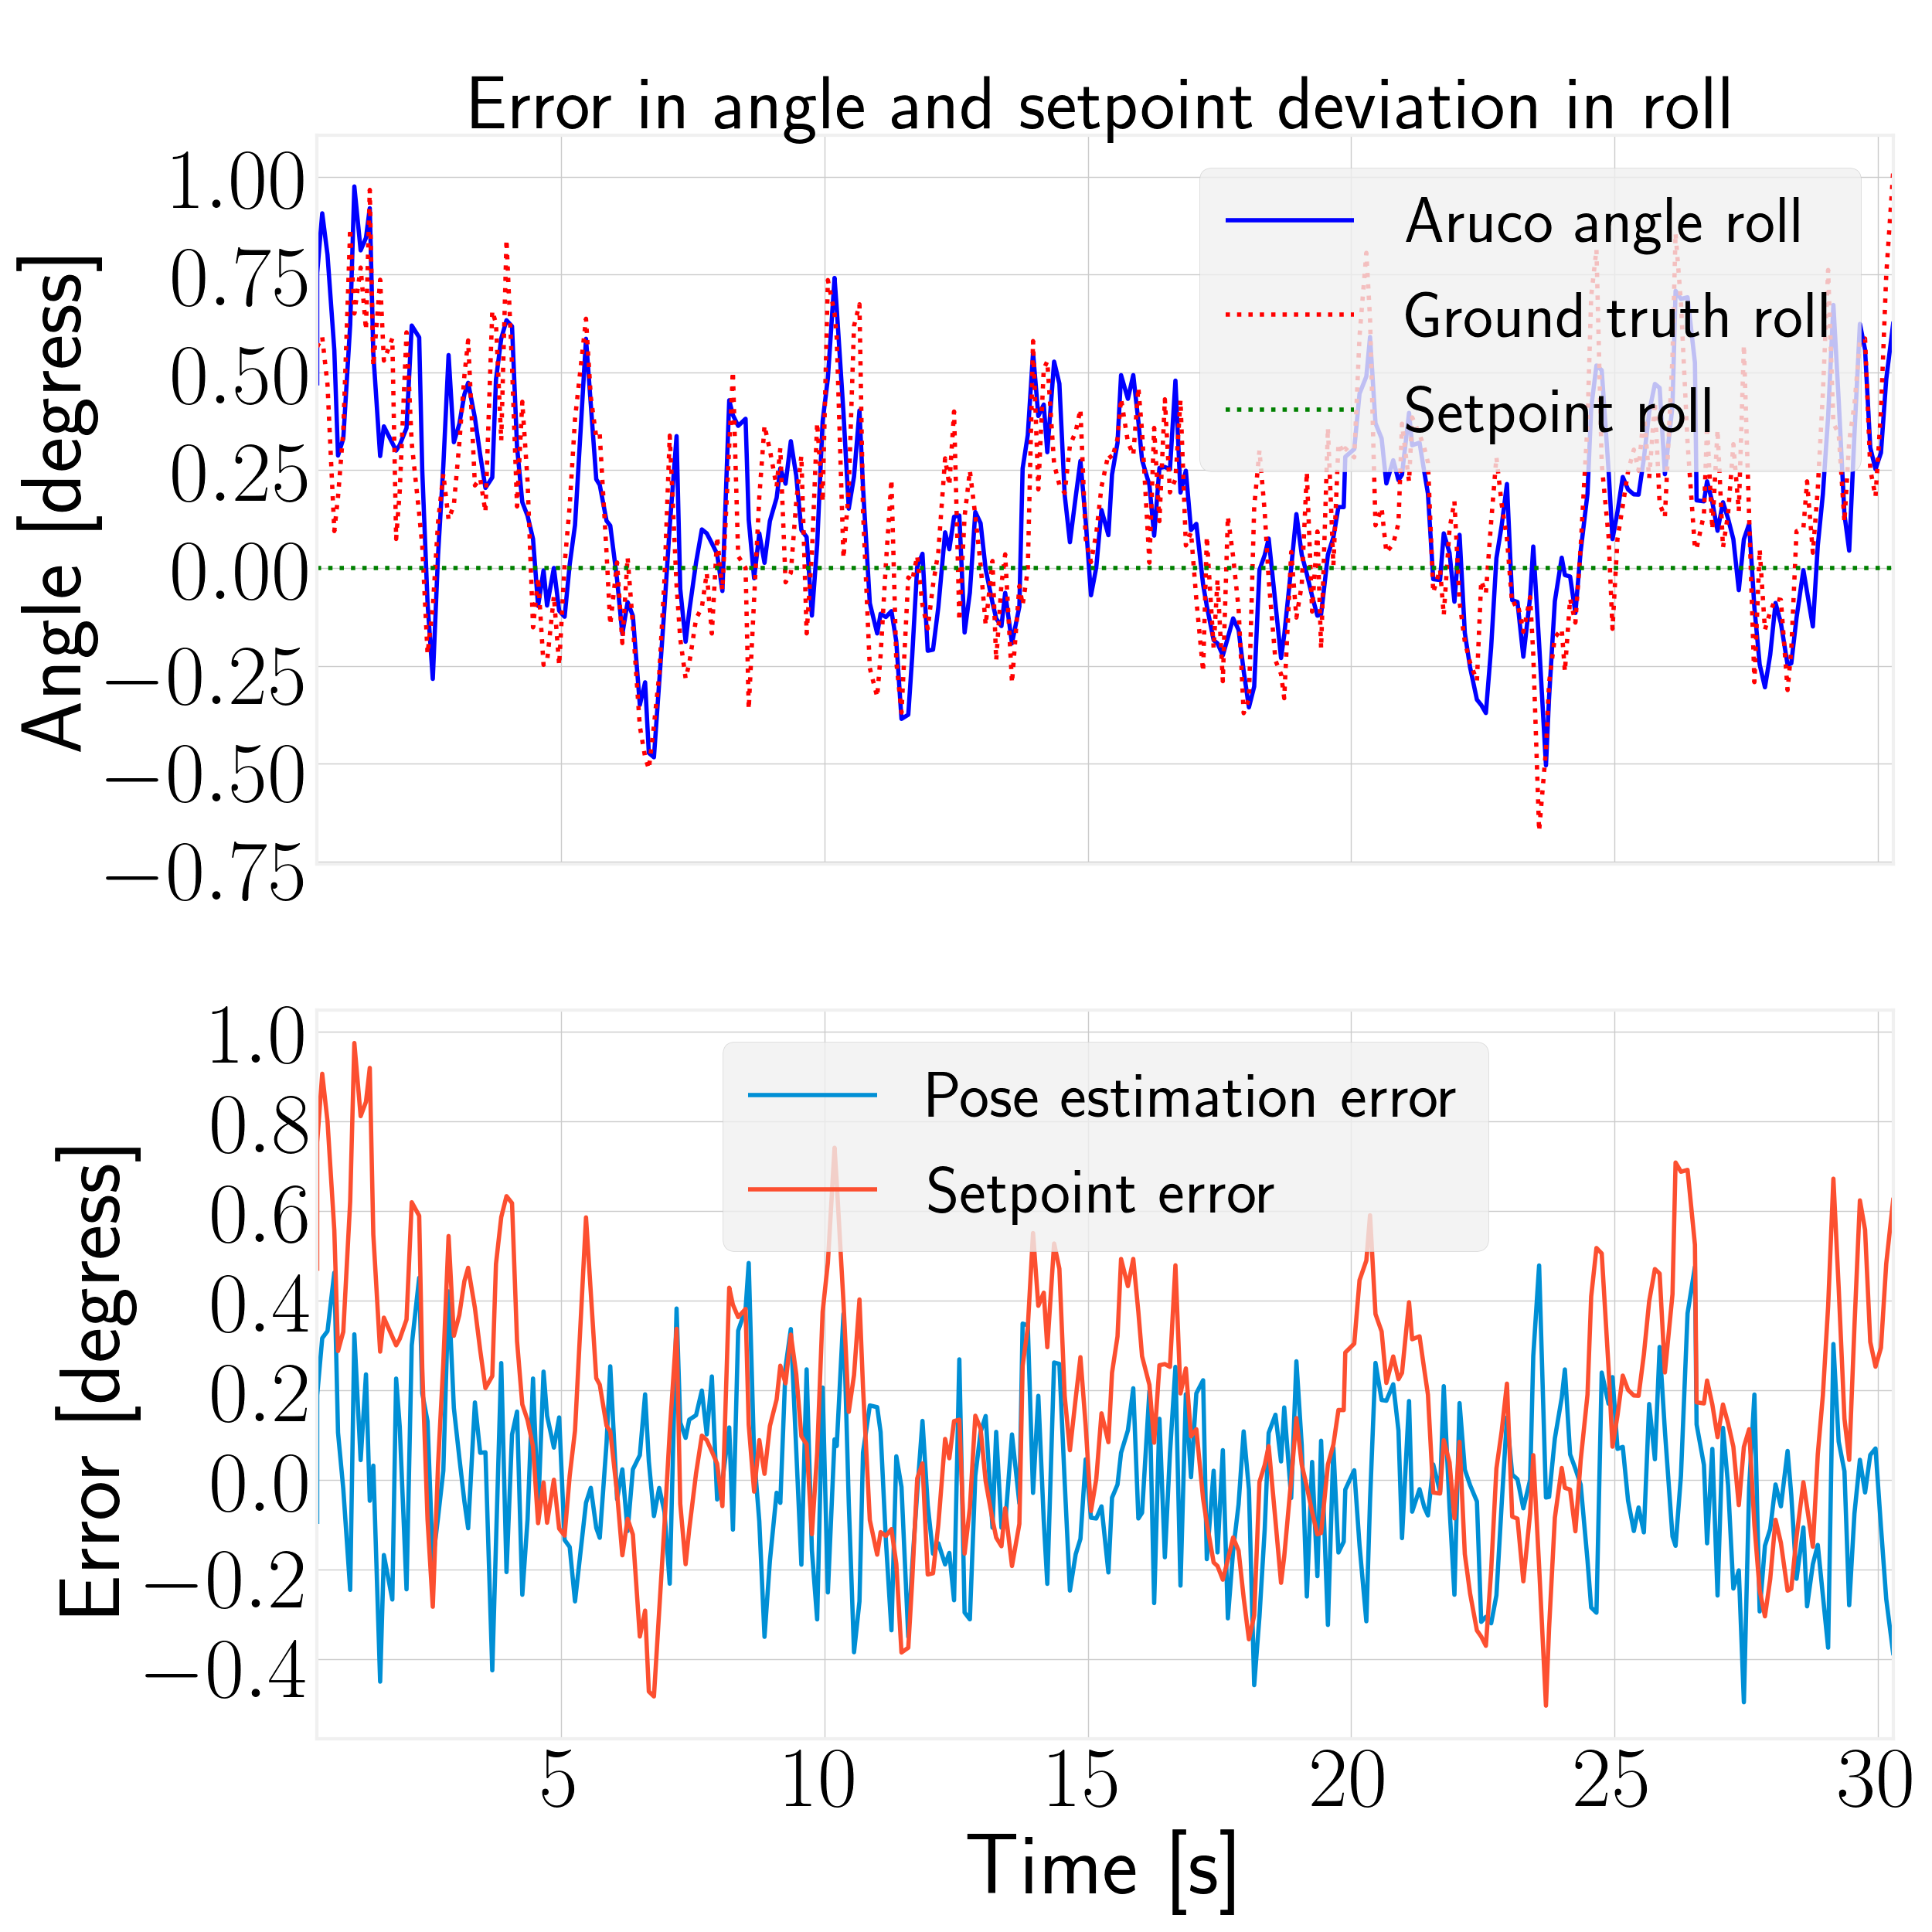 Error in angle and setpoint deviation in roll
Angle [degress]
1.00
0.75
0.50
0.25
0.00
−0.25
−0.50
−0.75
Aruco angle roll
Ground truth roll
Setpoint roll
Error [degress]
1.0
0.8
0.6
0.4
0.2
0.0
−0.2
−0.4
Pose estimation error
Setpoint error
5 10 15 20 25 30
Time [s]